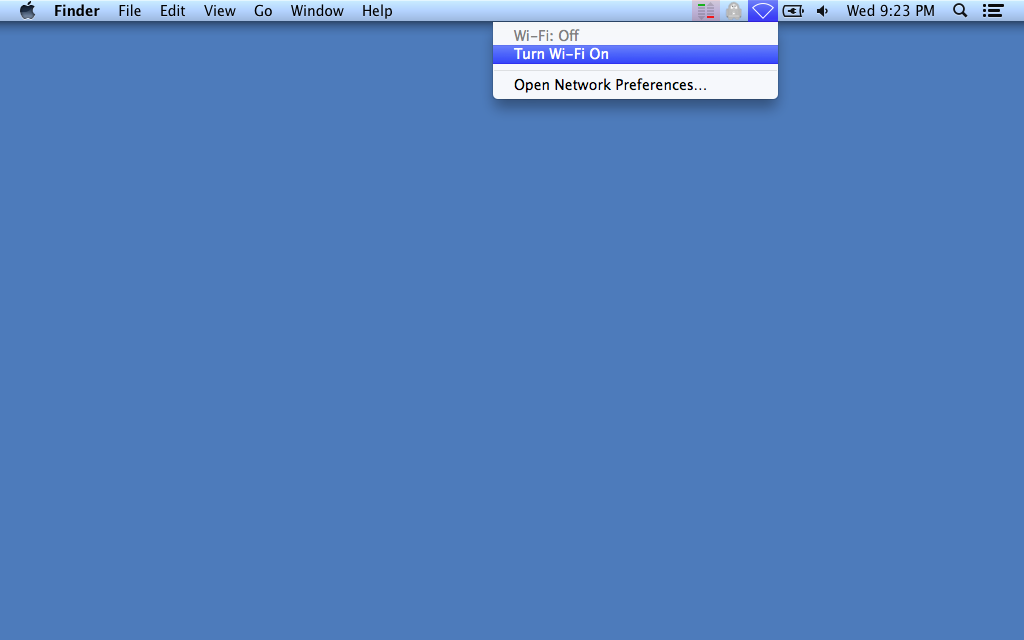 Finder File Edit View Go Window Help Wed 9:23 PM
Wi-Fi: Off
Turn Wi-Fi On
Open Network Preferences...